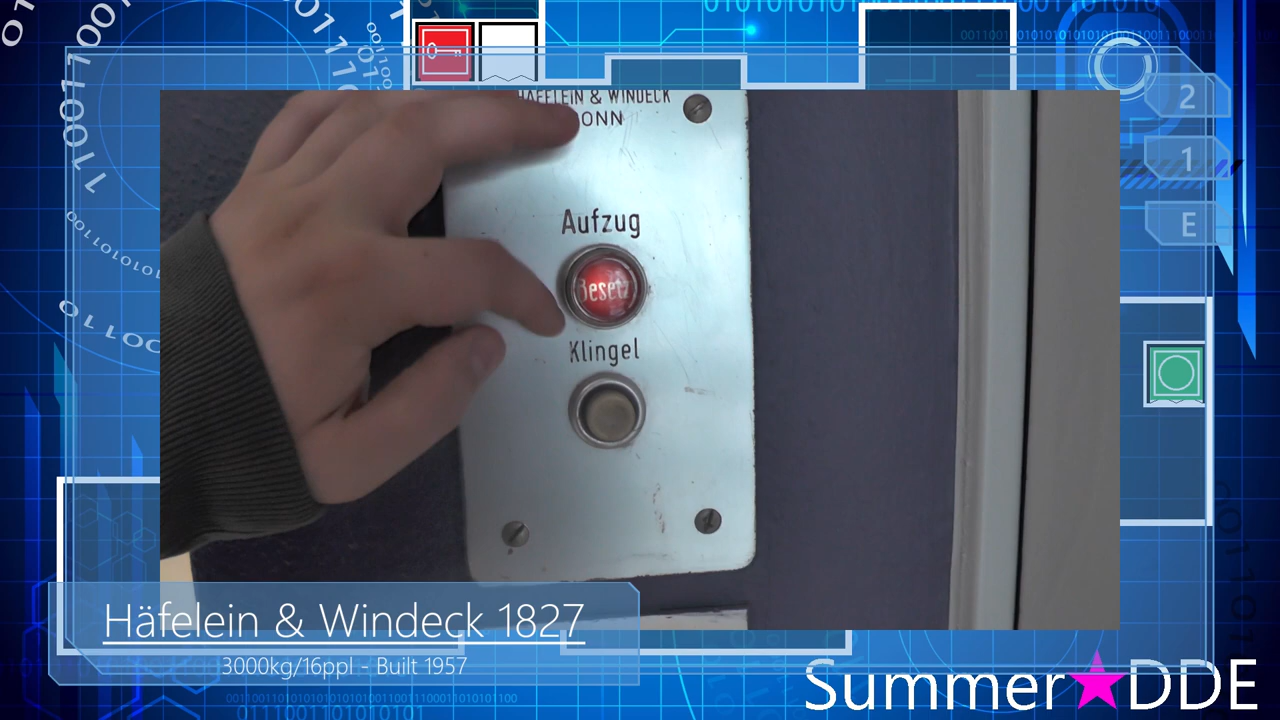 HÄFELEIN & WINDECK
BONN
Aufzug
Besetzt
Klingel
2
1
E
Häfelein & Windeck 1827
3000kg/16ppl - Built 1957
Summer★DDE